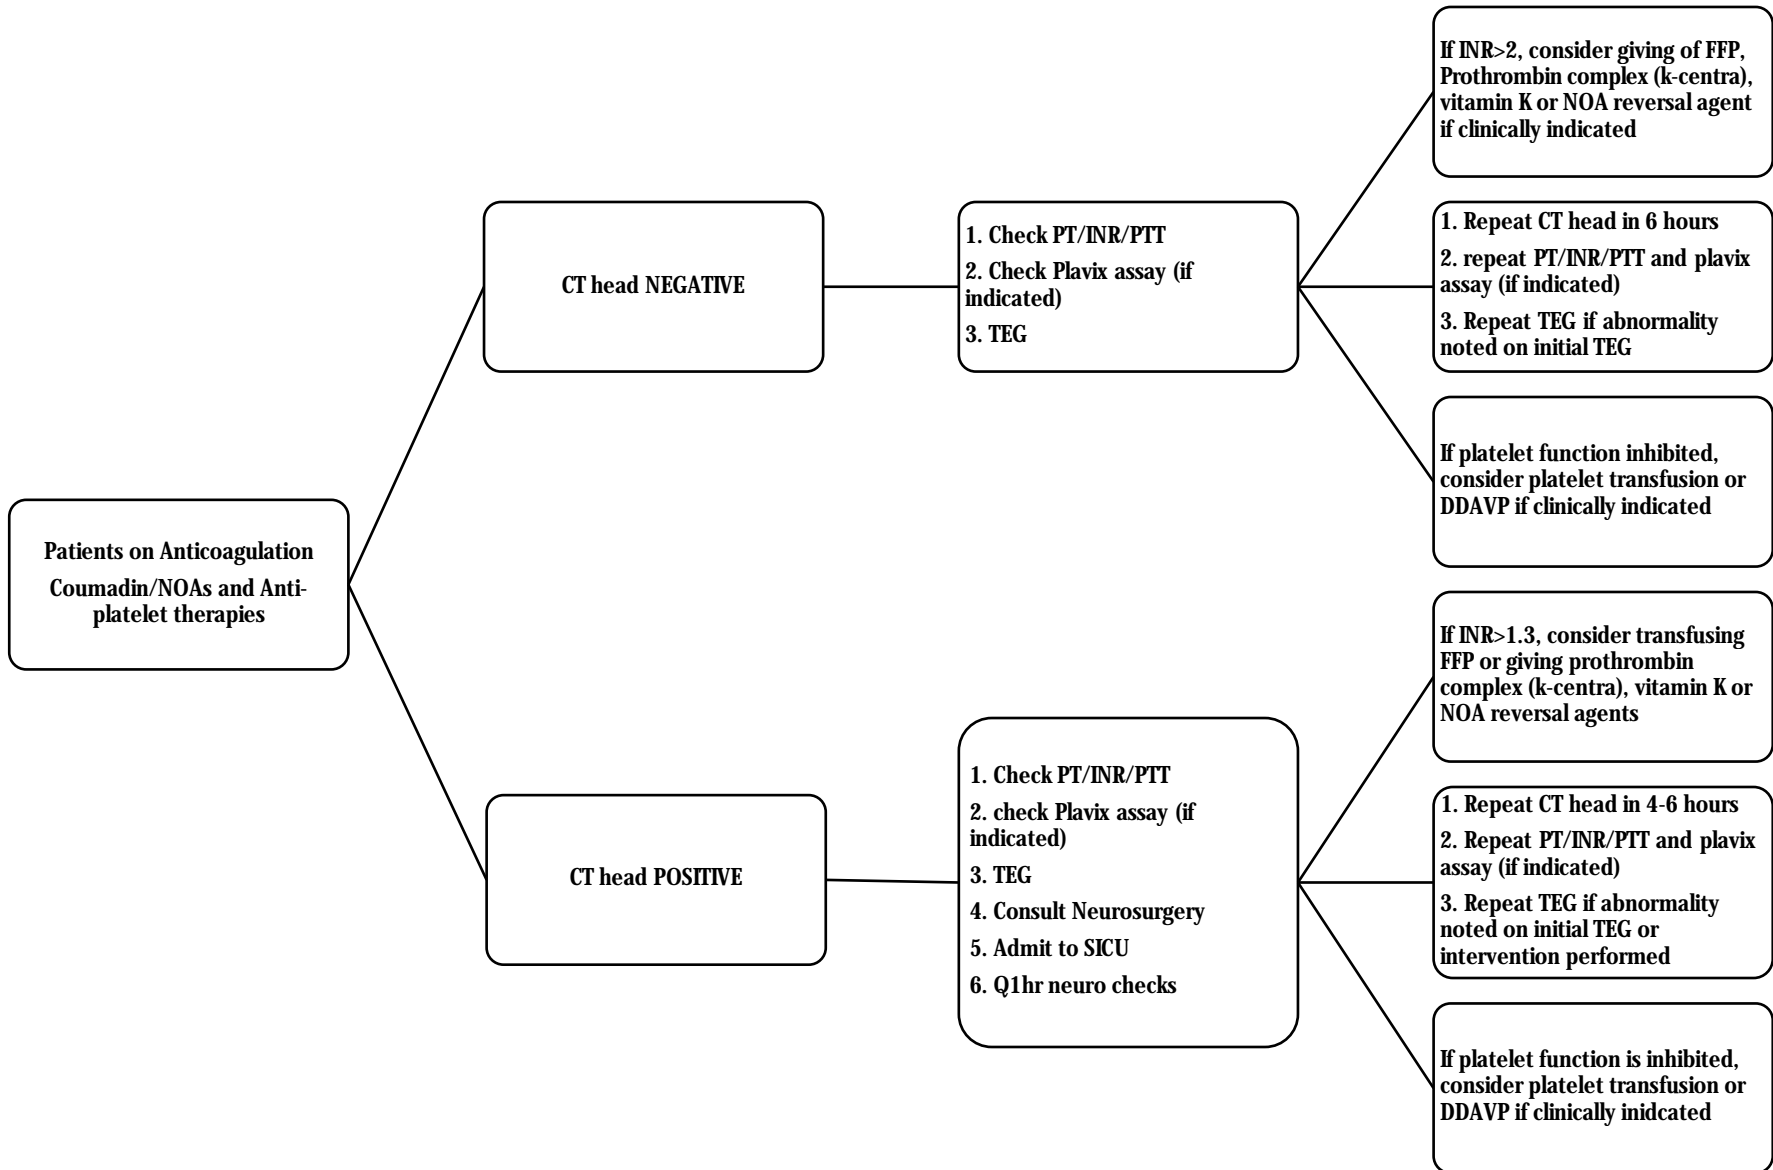 Patients on Anticoagulation
Coumadin/NOAs and Anti-
platelet therapies
CT head NEGATIVE
1. Check PT/INR/PTT
2. Check Plavix assay (if
indicated)
3. TEG
If INR>2, consider giving of FFP,
Prothrombin complex (k-centra),
vitamin K or NOA reversal agent
if clinically indicated
1. Repeat CT head in 6 hours
2. repeat PT/INR/PTT and plavix
assay (if indicated)
3. Repeat TEG if abnormality
noted on initial TEG
If platelet function inhibited,
consider platelet transfusion or
DDAVP if clinically indicated
CT head POSITIVE
1. Check PT/INR/PTT
2. check Plavix assay (if
indicated)
3. TEG
4. Consult Neurosurgery
5. Admit to SICU
6. Q1hr neuro checks
If INR>1.3, consider transfusing
FFP or giving prothrombin
complex (k-centra), vitamin K or
NOA reversal agents
1. Repeat CT head in 4-6 hours
2. Repeat PT/INR/PTT and plavix
assay (if indicated)
3. Repeat TEG if abnormality
noted on initial TEG or
intervention performed
If platelet function is inhibited,
consider platelet transfusion or
DDAVP if clinically inidcated